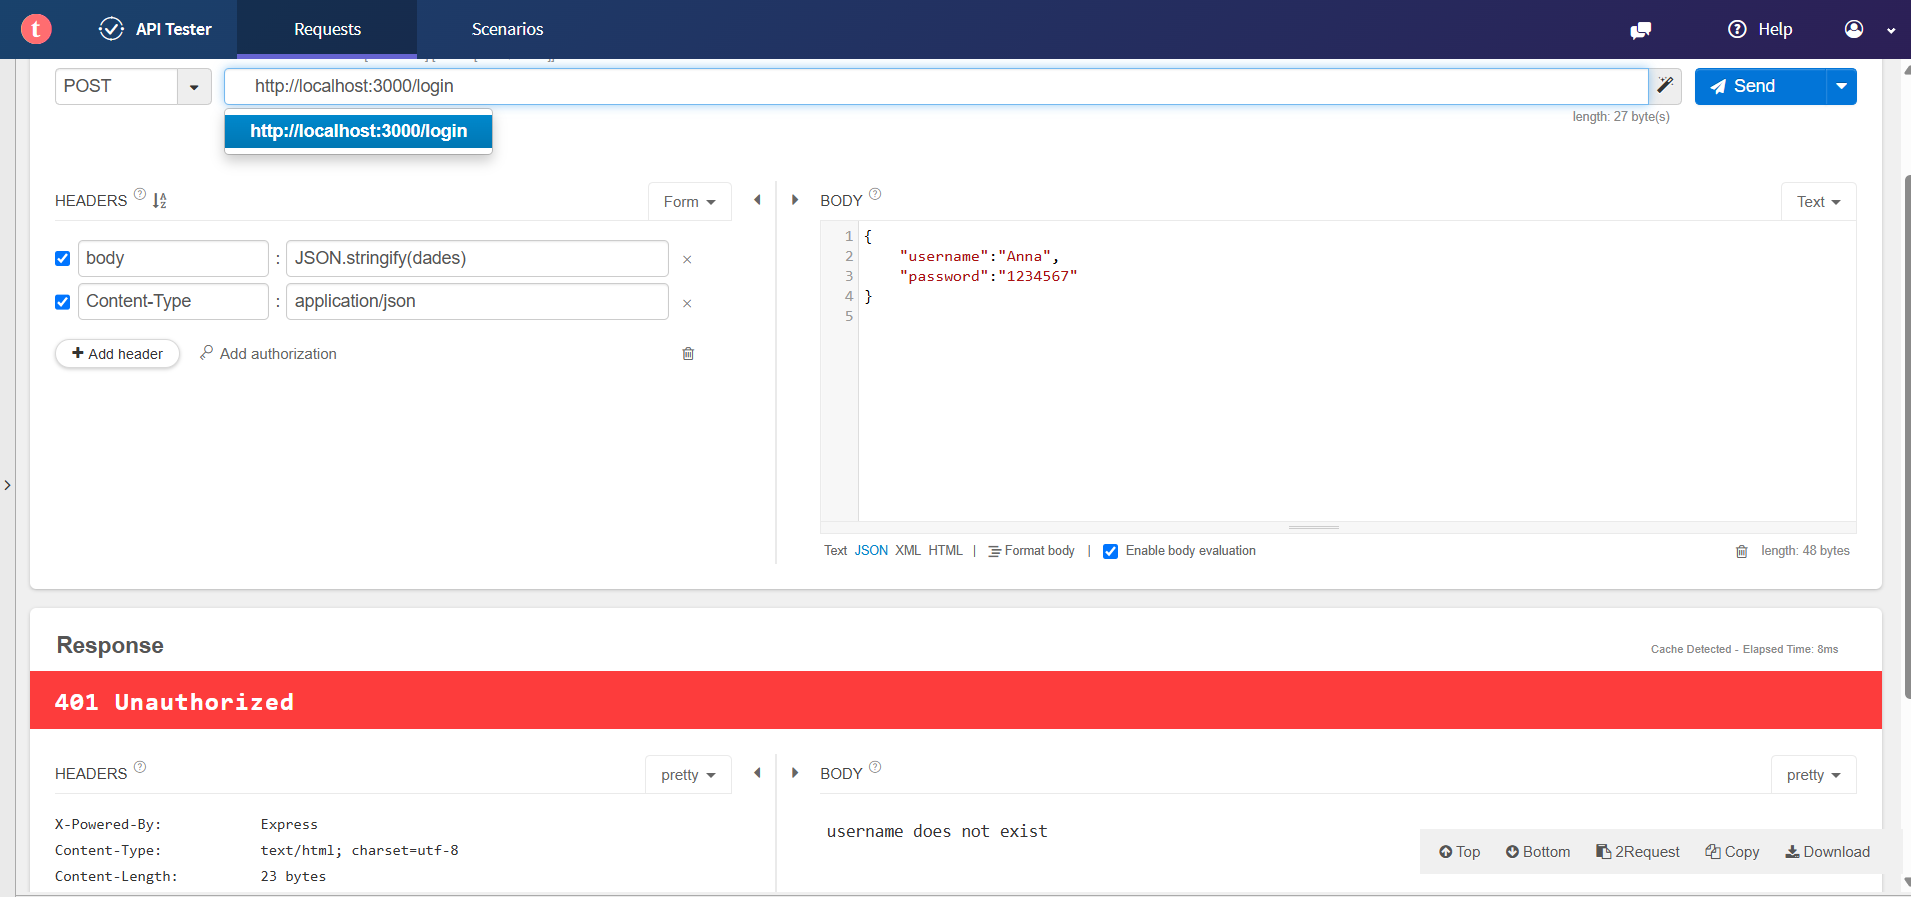 t API Tester Requests Scenarios Help
POST http://localhost:3000/login Send
length: 27 byte(s)
http://localhost:3000/login
HEADERS ? Form
BODY ? Text
body : JSON.stringify(dades) ×
Content-Type : application/json ×
Add header Add authorization
1 {
2 "username":"Anna",
3 "password":"1234567"
4 }
5
Text JSON XML HTML | Format body | Enable body evaluation length: 48 bytes
Response
Cache Detected - Elapsed Time: 8ms
401 Unauthorized
HEADERS ? pretty
BODY ? pretty
X-Powered-By: Express
Content-Type: text/html; charset=utf-8
Content-Length: 23 bytes
username does not exist
Top Bottom 2Request Copy Download